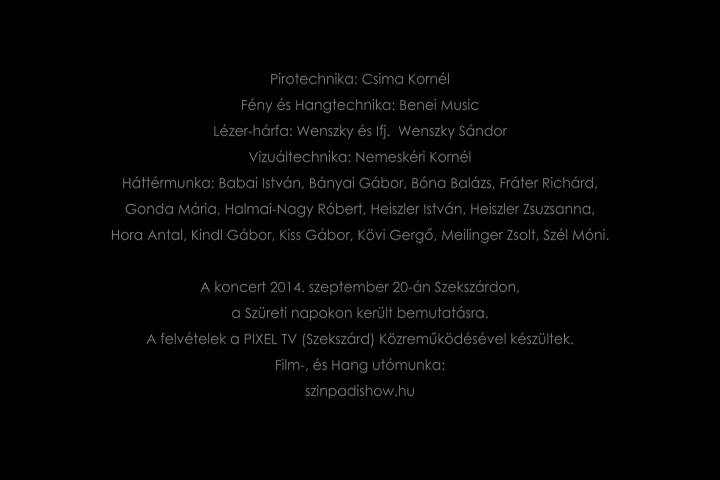 Pirotechnika: Csima Kornél
Fény és Hangtechnika: Benei Music
Lézer-hárfa: Wenszky és Ifj.  Wenszky Sándor
Vizuáltechnika: Nemeskéri Kornél
Háttérmunka: Babai István, Bányai Gábor, Bóna Balázs, Fráter Richárd,
Gonda Mária, Halmai-Nagy Róbert, Heiszler István, Heiszler Zsuzsanna,
Hora Antal, Kindl Gábor, Kiss Gábor, Kövi Gergő, Meilinger Zsolt, Szél Móni.
A koncert 2014. szeptember 20-án Szekszárdon,
a Szüreti napokon került bemutatásra.
A felvételek a PIXEL TV (Szekszárd) Közreműködésével készültek.
Film-, és Hang utómunka:
szinpadishow.hu